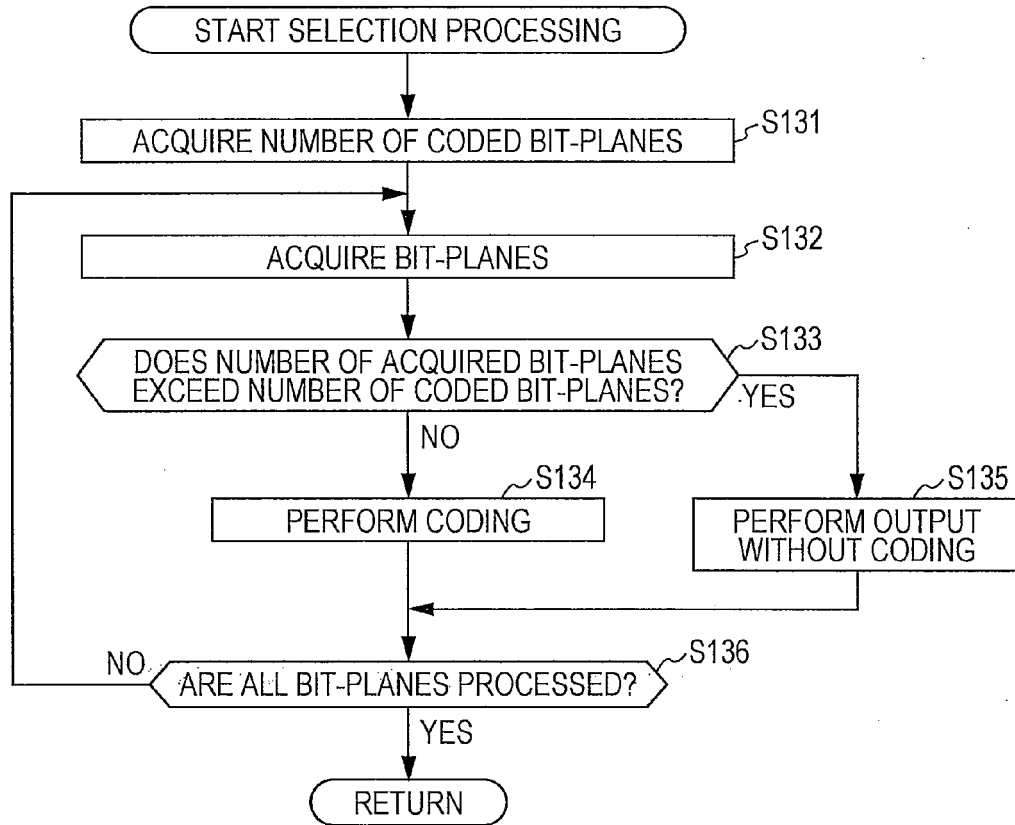 START SELECTION PROCESSING
S131
ACQUIRE NUMBER OF CODED BIT-PLANES
S132
ACQUIRE BIT-PLANES
S133
DOES NUMBER OF ACQUIRED BIT-PLANES
EXCEED NUMBER OF CODED BIT-PLANES?
YES
NO
S134
PERFORM CODING
S135
PERFORM OUTPUT
WITHOUT CODING
S136
NO
ARE ALL BIT-PLANES PROCESSED?
YES
RETURN